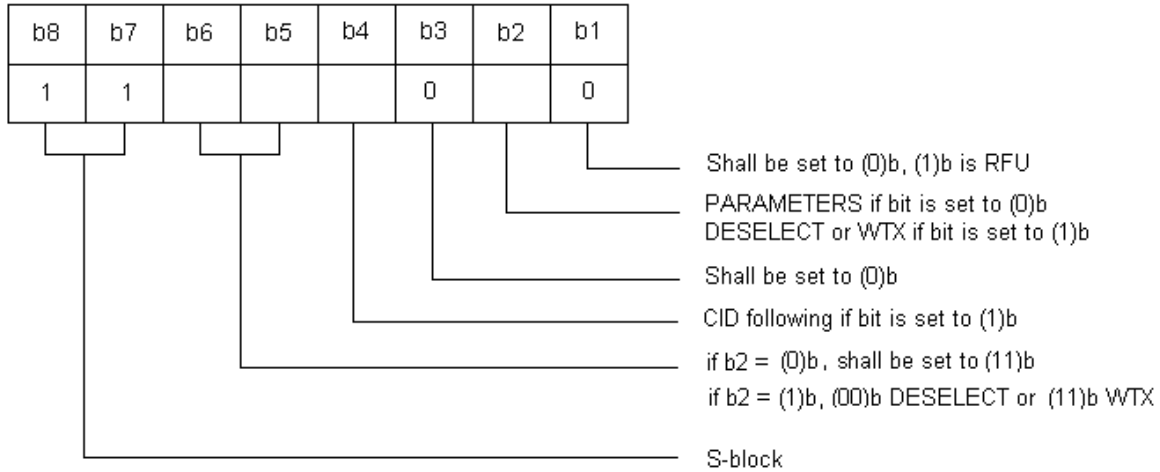 b8 b7 b6 b5 b4 b3 b2 b1
1 1 0 0
Shall be set to (0)b, (1)b is RFU
PARAMETERS if bit is set to (0)b
DESELECT or WTX if bit is set to (1)b
Shall be set to (0)b
CID following if bit is set to (1)b
if b2 = (0)b, shall be set to (11)b
if b2 = (1)b, (00)b DESELECT or (11)b WTX
S-block